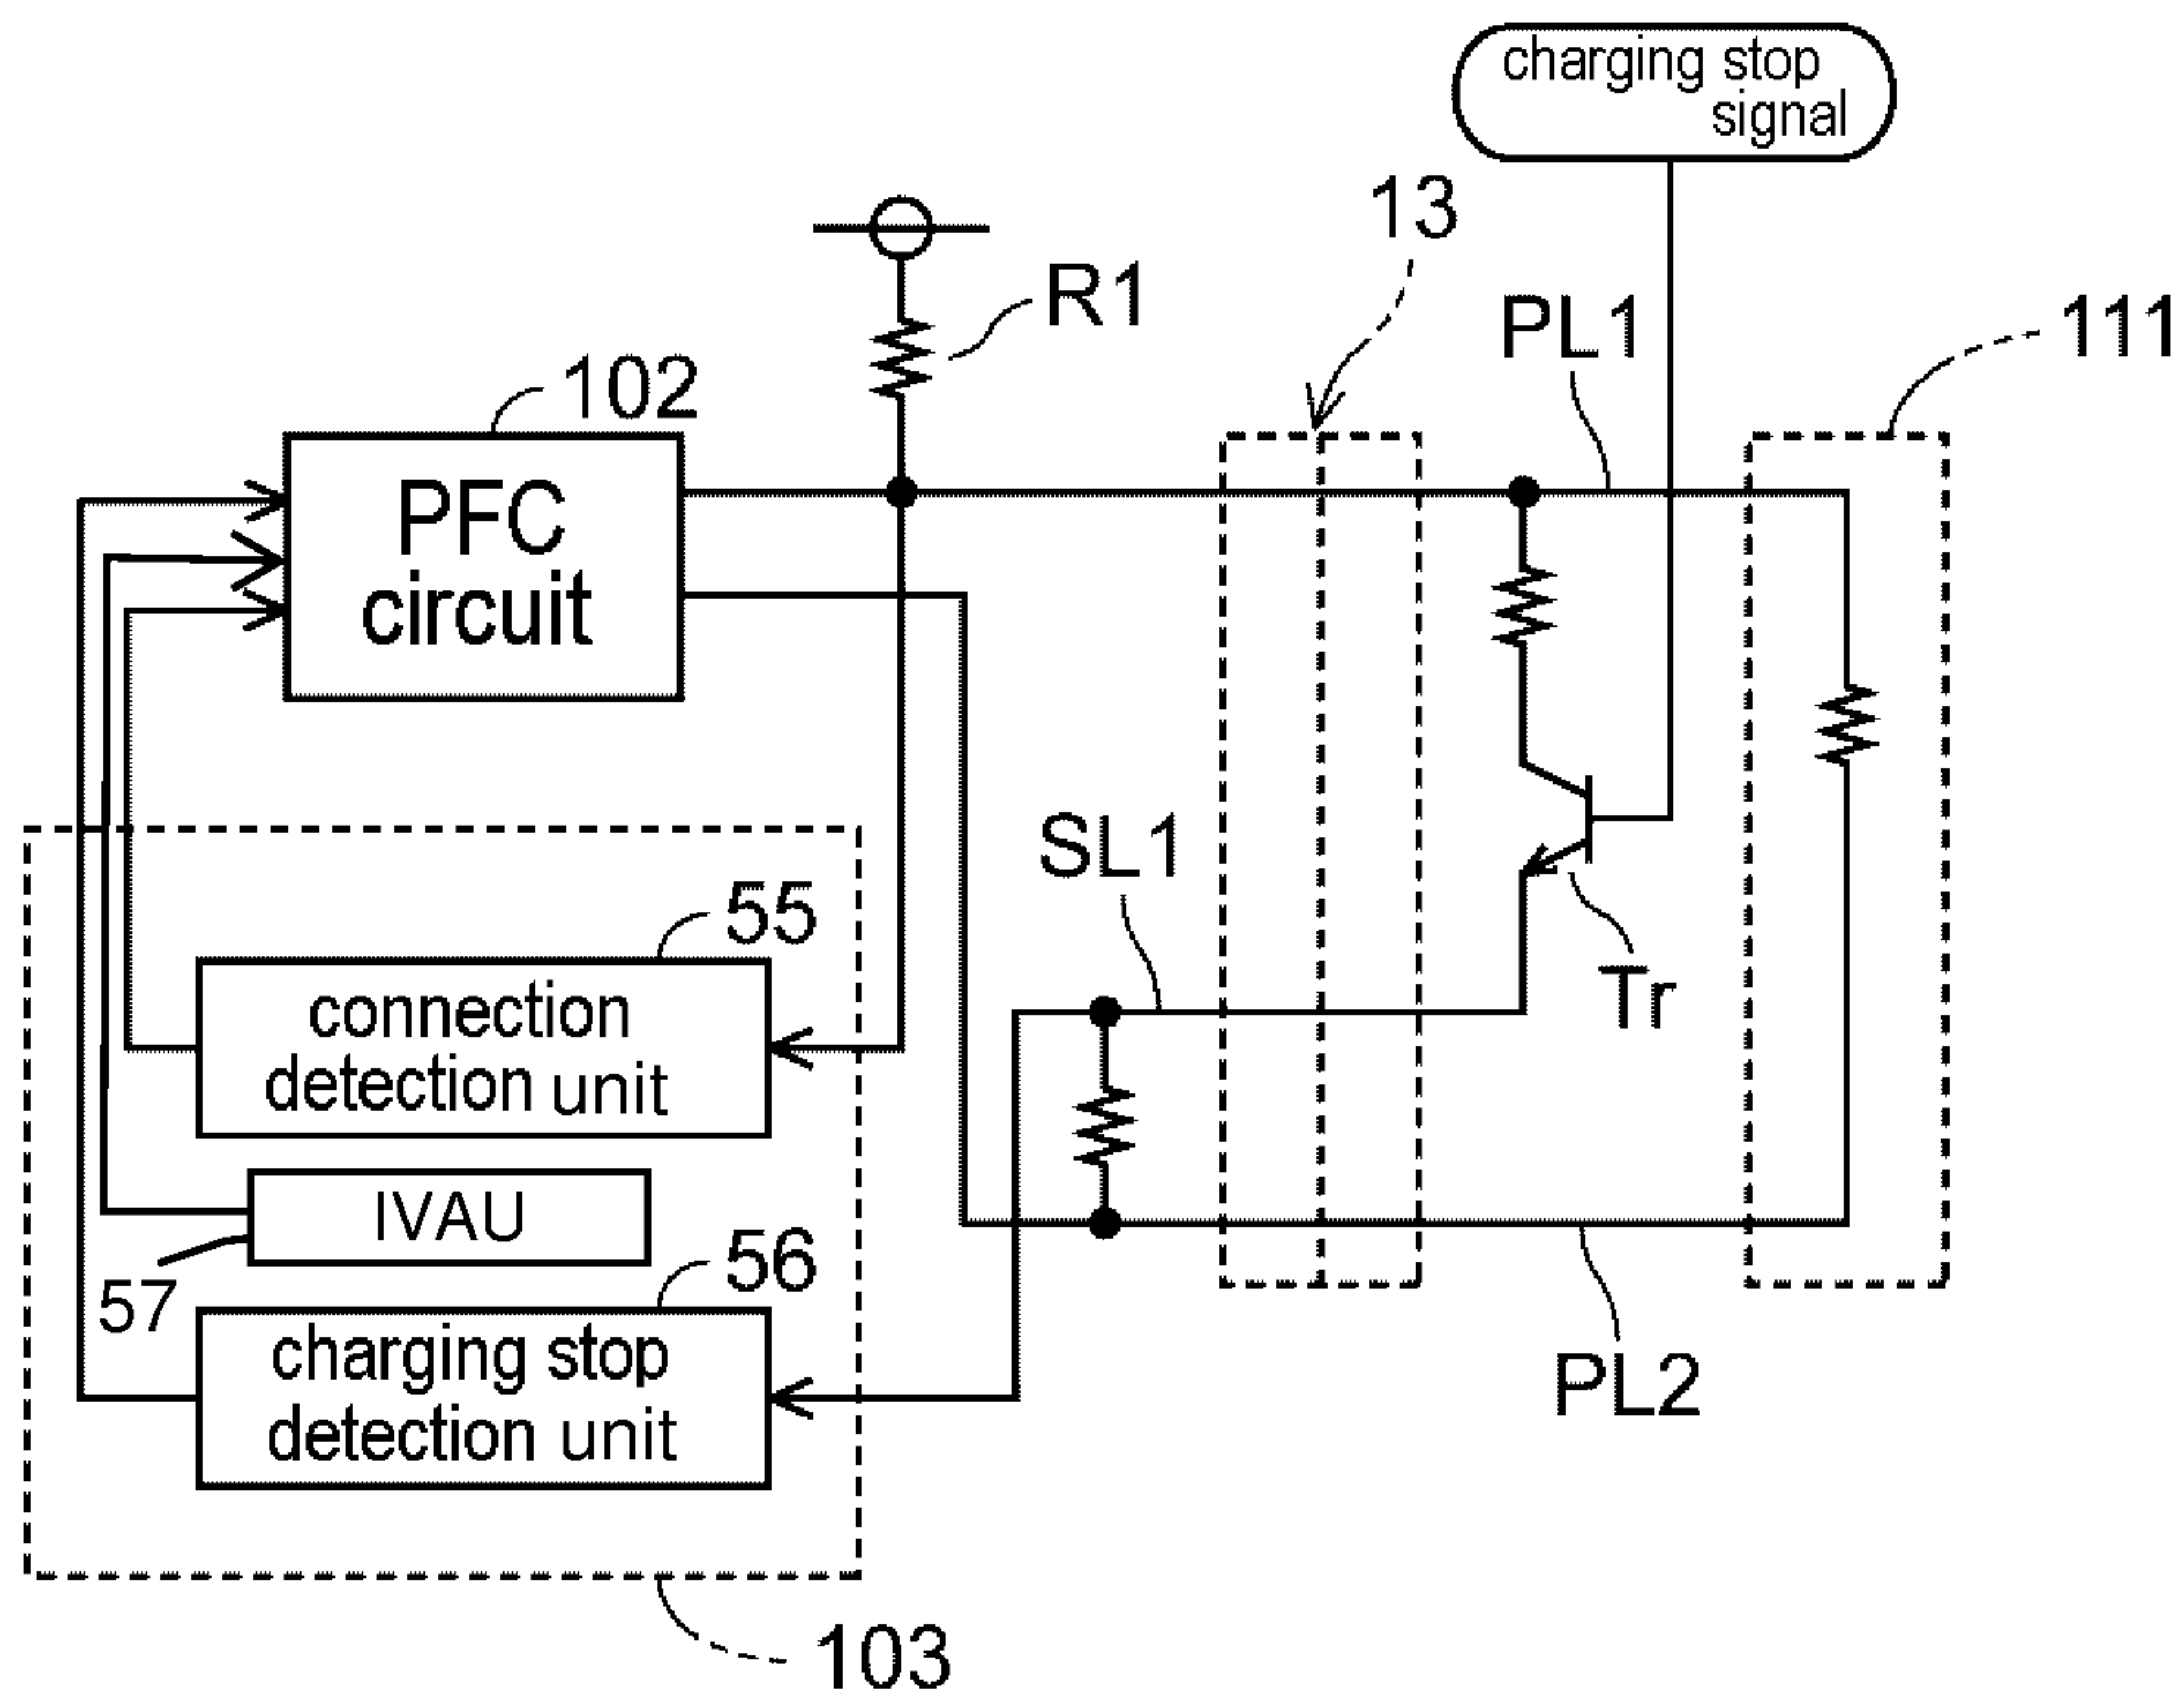 charging stop
signal
13
R1
PL1
111
102
PFC
circuit
SL1
55
Tr
connection
detection unit
IVAU
57
56
charging stop
detection unit
PL2
103